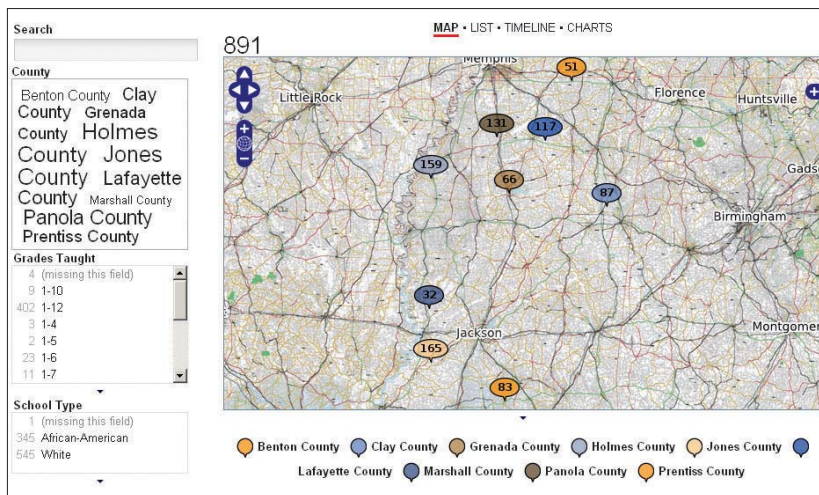 Search
MAP • LIST • TIMELINE • CHARTS
891
County
Benton County Clay
County Grenada
County Holmes
County Jones
County Lafayette
County Marshall County
Panola County
Prentiss County
Grades Taught
4 (missing this field)
9 1-10
402 1-12
3 1-4
2 1-5
23 1-6
11 1-7
School Type
1 (missing this field)
345 African-American
545 White
Memphis
51
Little Rock
Florence
Huntsville
131
117
159
66
Gads
87
Birmingham
32
Jackson
Montgomer
165
83
Benton County Clay County Grenada County Holmes County Jones County
Lafayette County Marshall County Panola County Prentiss County